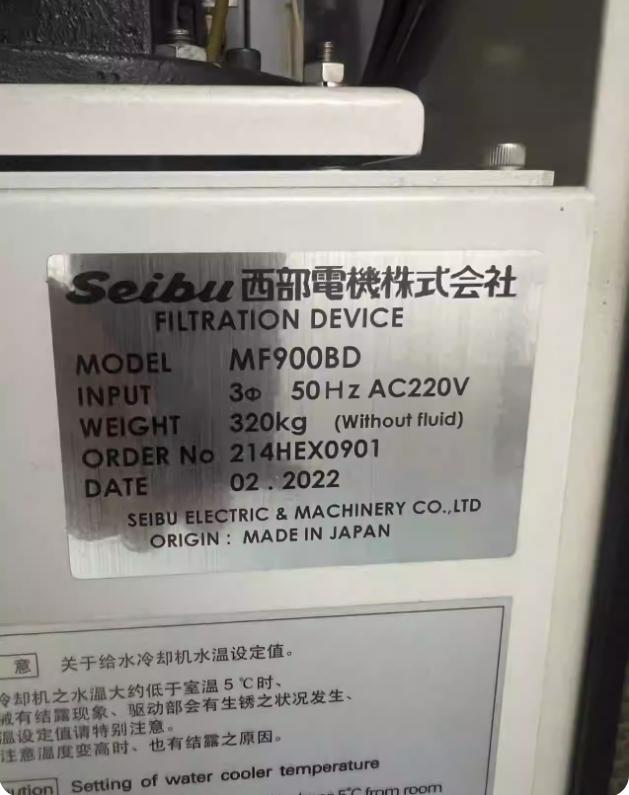 Seibu 西部電機株式会社
FILTRATION DEVICE
MODEL MF900BD
INPUT 3Φ 50Hz AC220V
WEIGHT 320kg (Without fluid)
ORDER No 214HEX0901
DATE 02.2022
SEIBU ELECTRIC & MACHINERY CO.,LTD
ORIGIN : MADE IN JAPAN
意 关于给水冷却机水温设定值。
冷却机之水温大约低于室温5℃时、
械有结露现象、驱动部会有生锈之状况发生、
温设定值请特别注意。
注意温度变高时、也有结露之原因。
ution Setting of water cooler temperature
5℃ from room